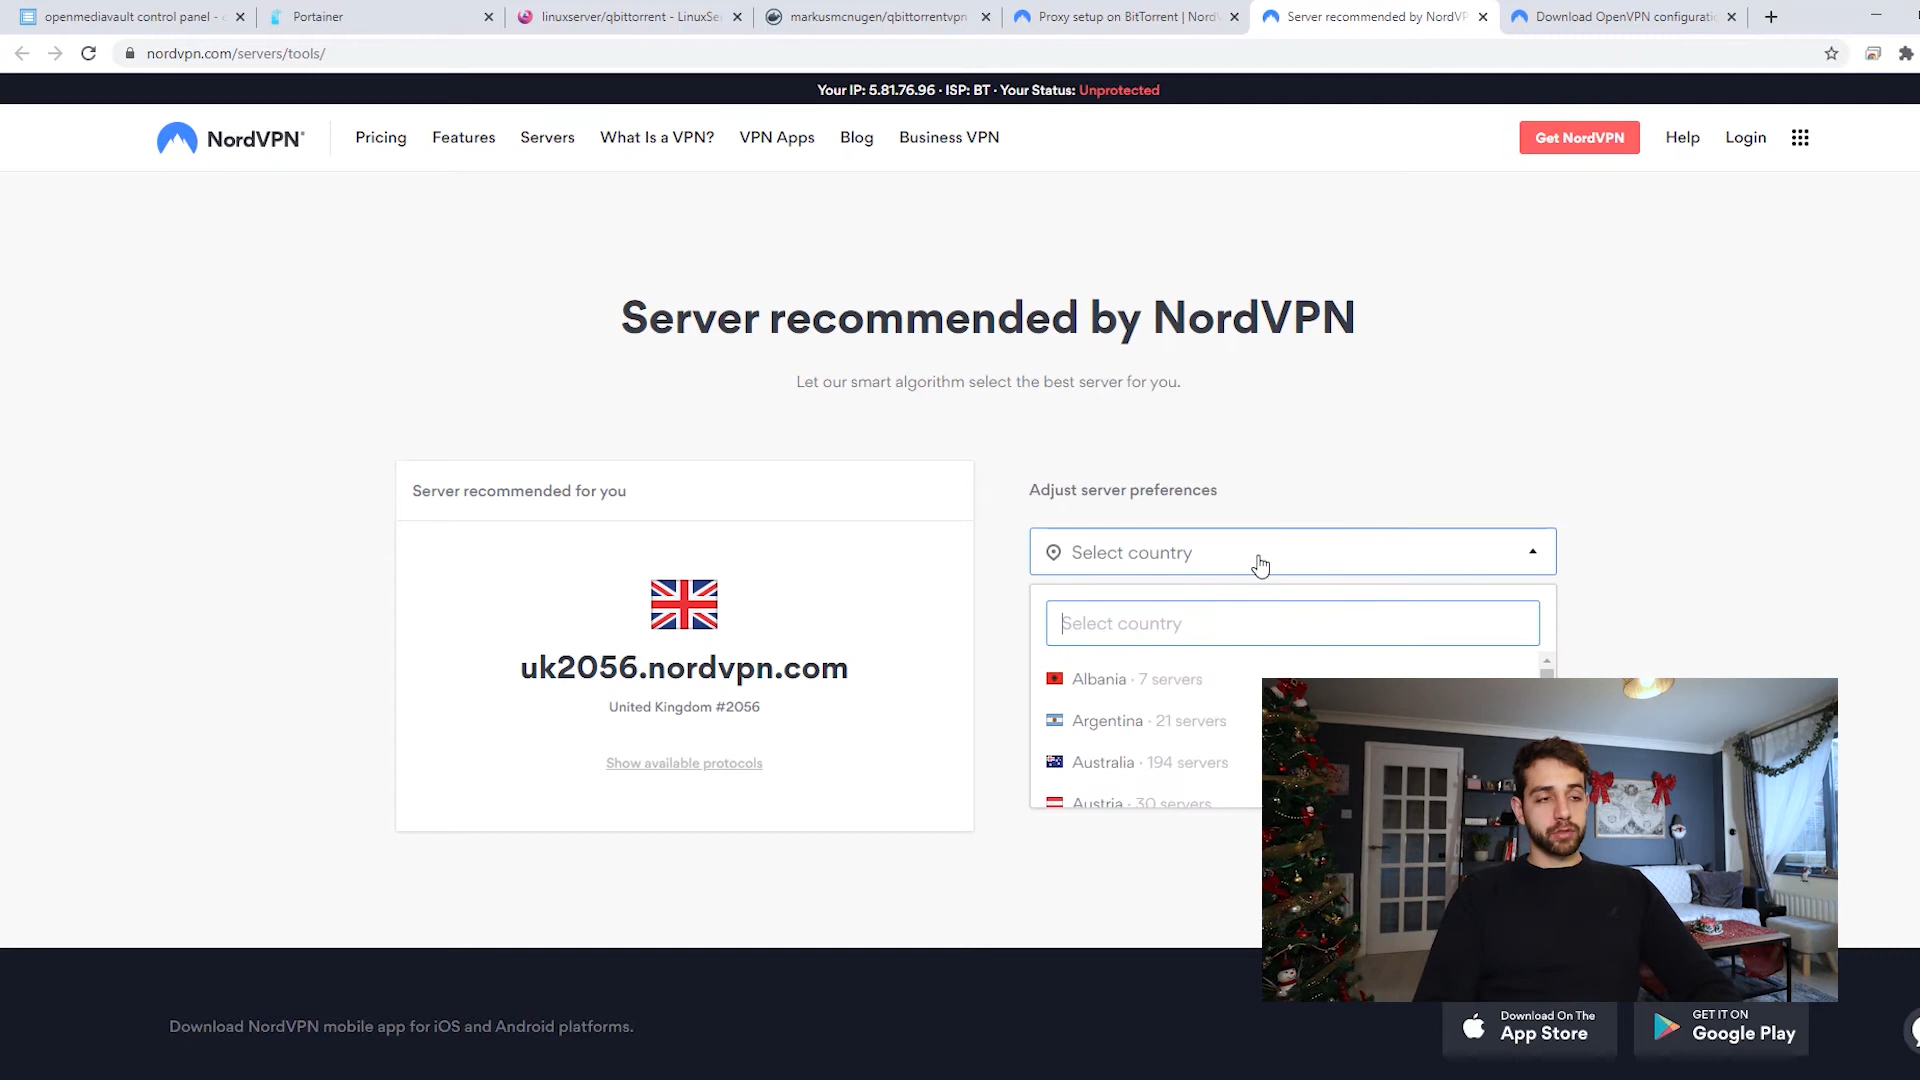 openmediavault control panel -
Portainer
linuxserver/qbittorrent - LinuxSe
markusmcnugen/qbittorrentvpn
Proxy setup on BitTorrent | Nord
Server recommended by NordVP
Download OpenVPN configurati
nordvpn.com/servers/tools/
Your IP: 5.81.76.96 · ISP: BT · Your Status: Unprotected
NordVPN®
Pricing
Features
Servers
What Is a VPN?
VPN Apps
Blog
Business VPN
Get NordVPN
Help
Login
Server recommended by NordVPN
Let our smart algorithm select the best server for you.
Server recommended for you
uk2056.nordvpn.com
United Kingdom #2056
Show available protocols
Adjust server preferences
Select country
Select country
Albania · 7 servers
Argentina · 21 servers
Australia · 194 servers
Austria · 30 servers
Download NordVPN mobile app for iOS and Android platforms.
Download On The
App Store
GET IT ON
Google Play